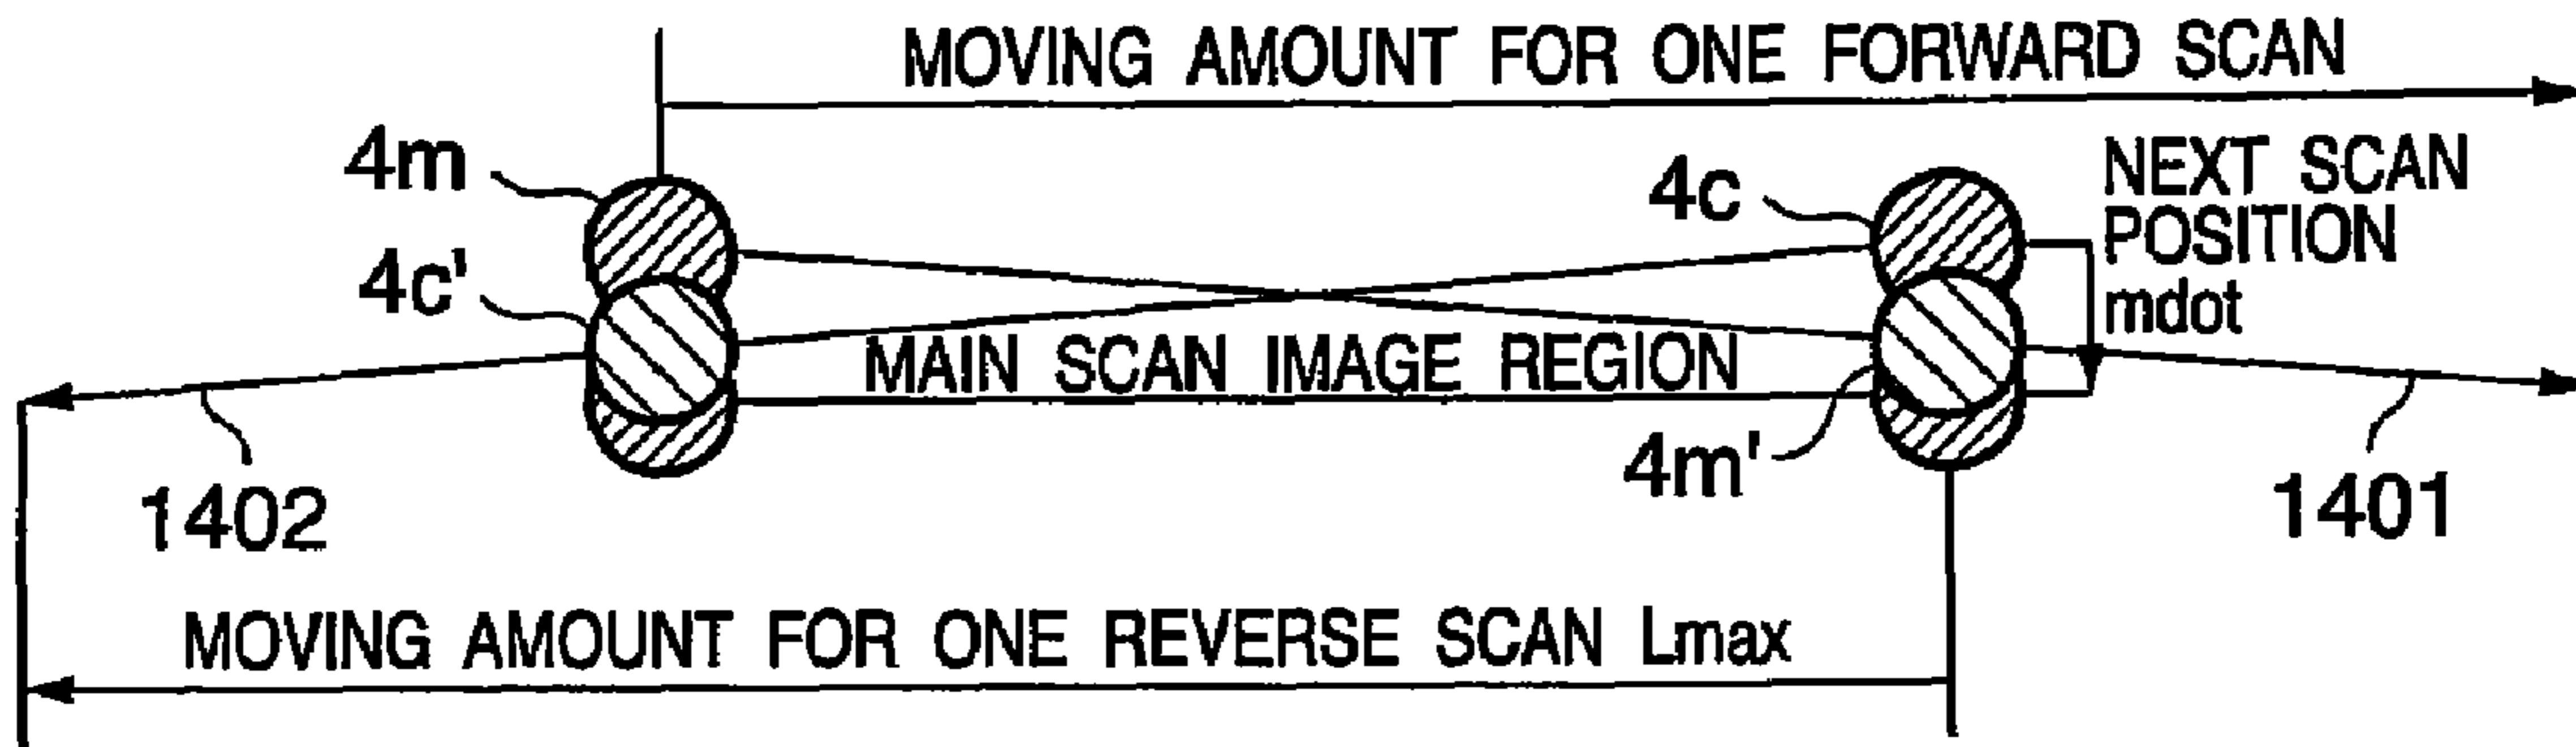 MOVING AMOUNT FOR ONE FORWARD SCAN
4m
4c
NEXT SCAN
POSITION
mdot
4c'
MAIN SCAN IMAGE REGION
4m'
1402
1401
MOVING AMOUNT FOR ONE REVERSE SCAN Lmax